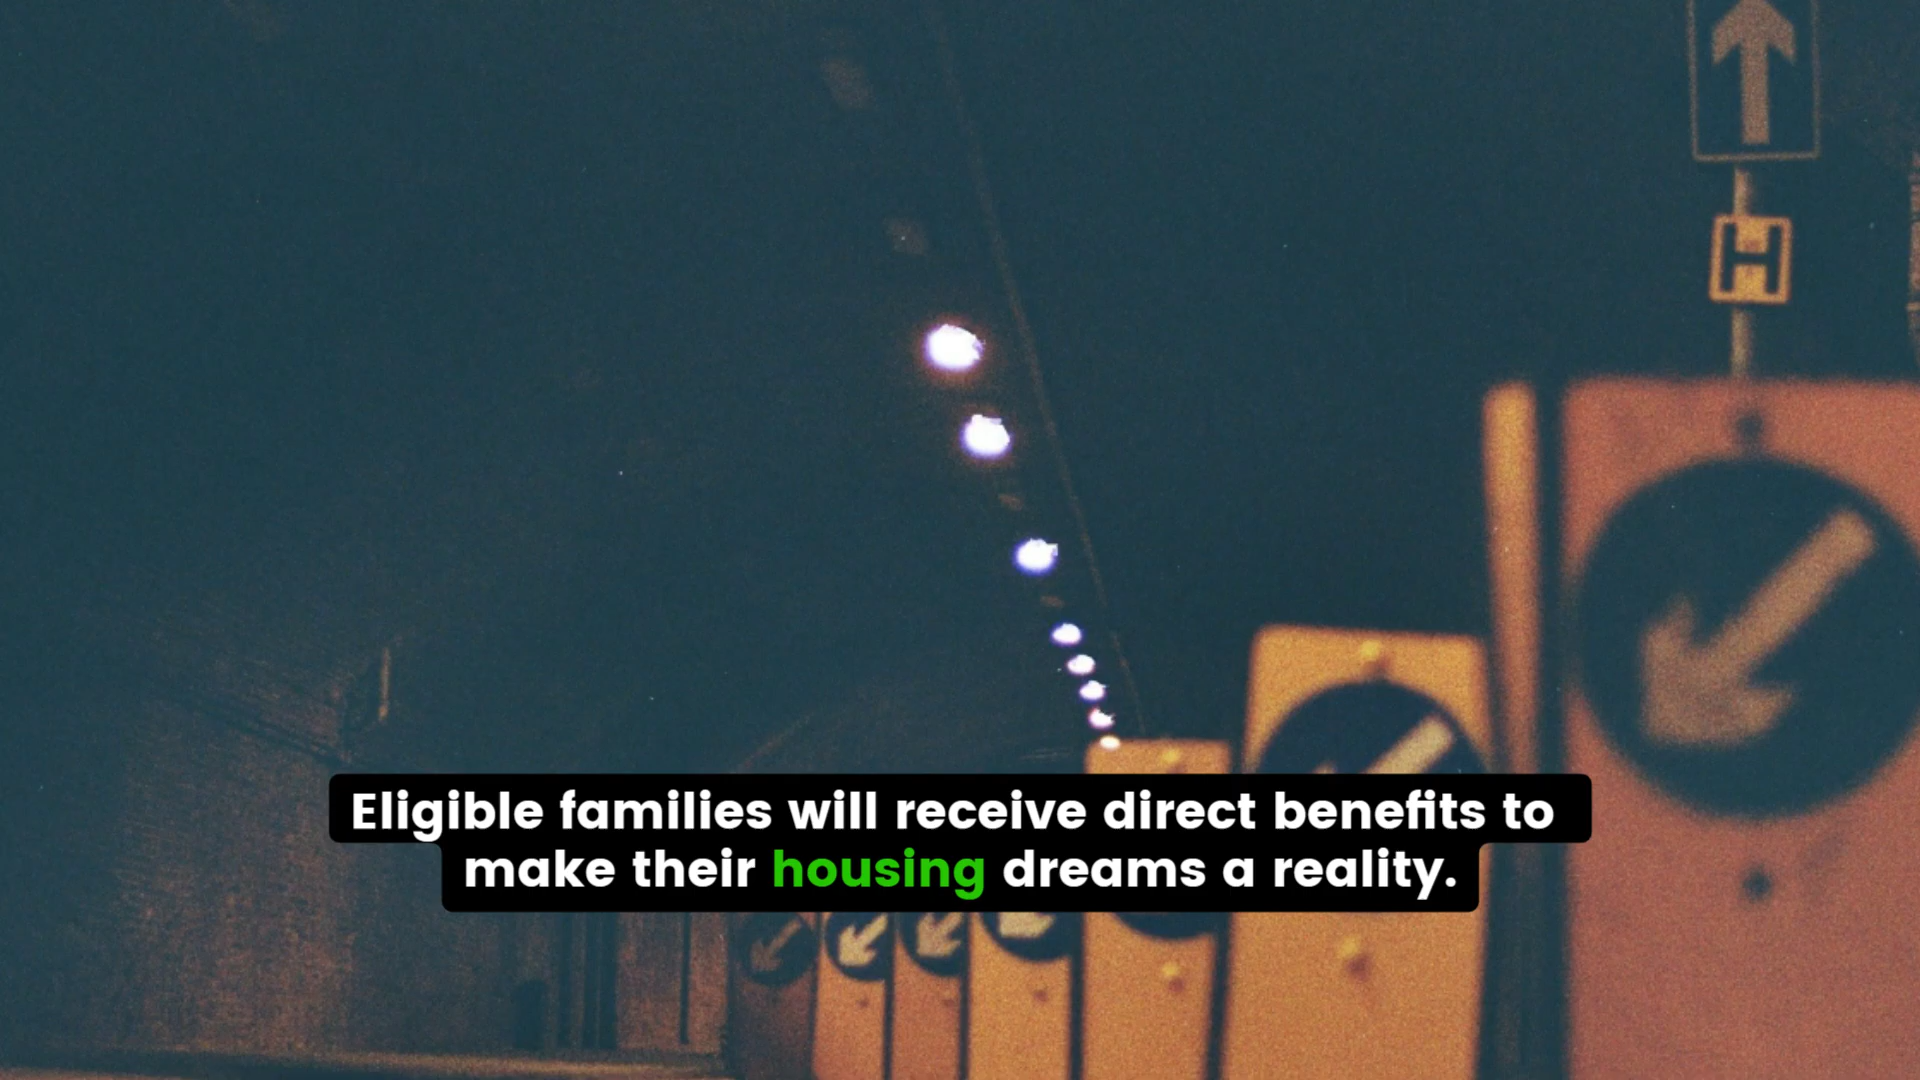 H
Eligible families will receive direct benefits to
make their housing dreams a reality.